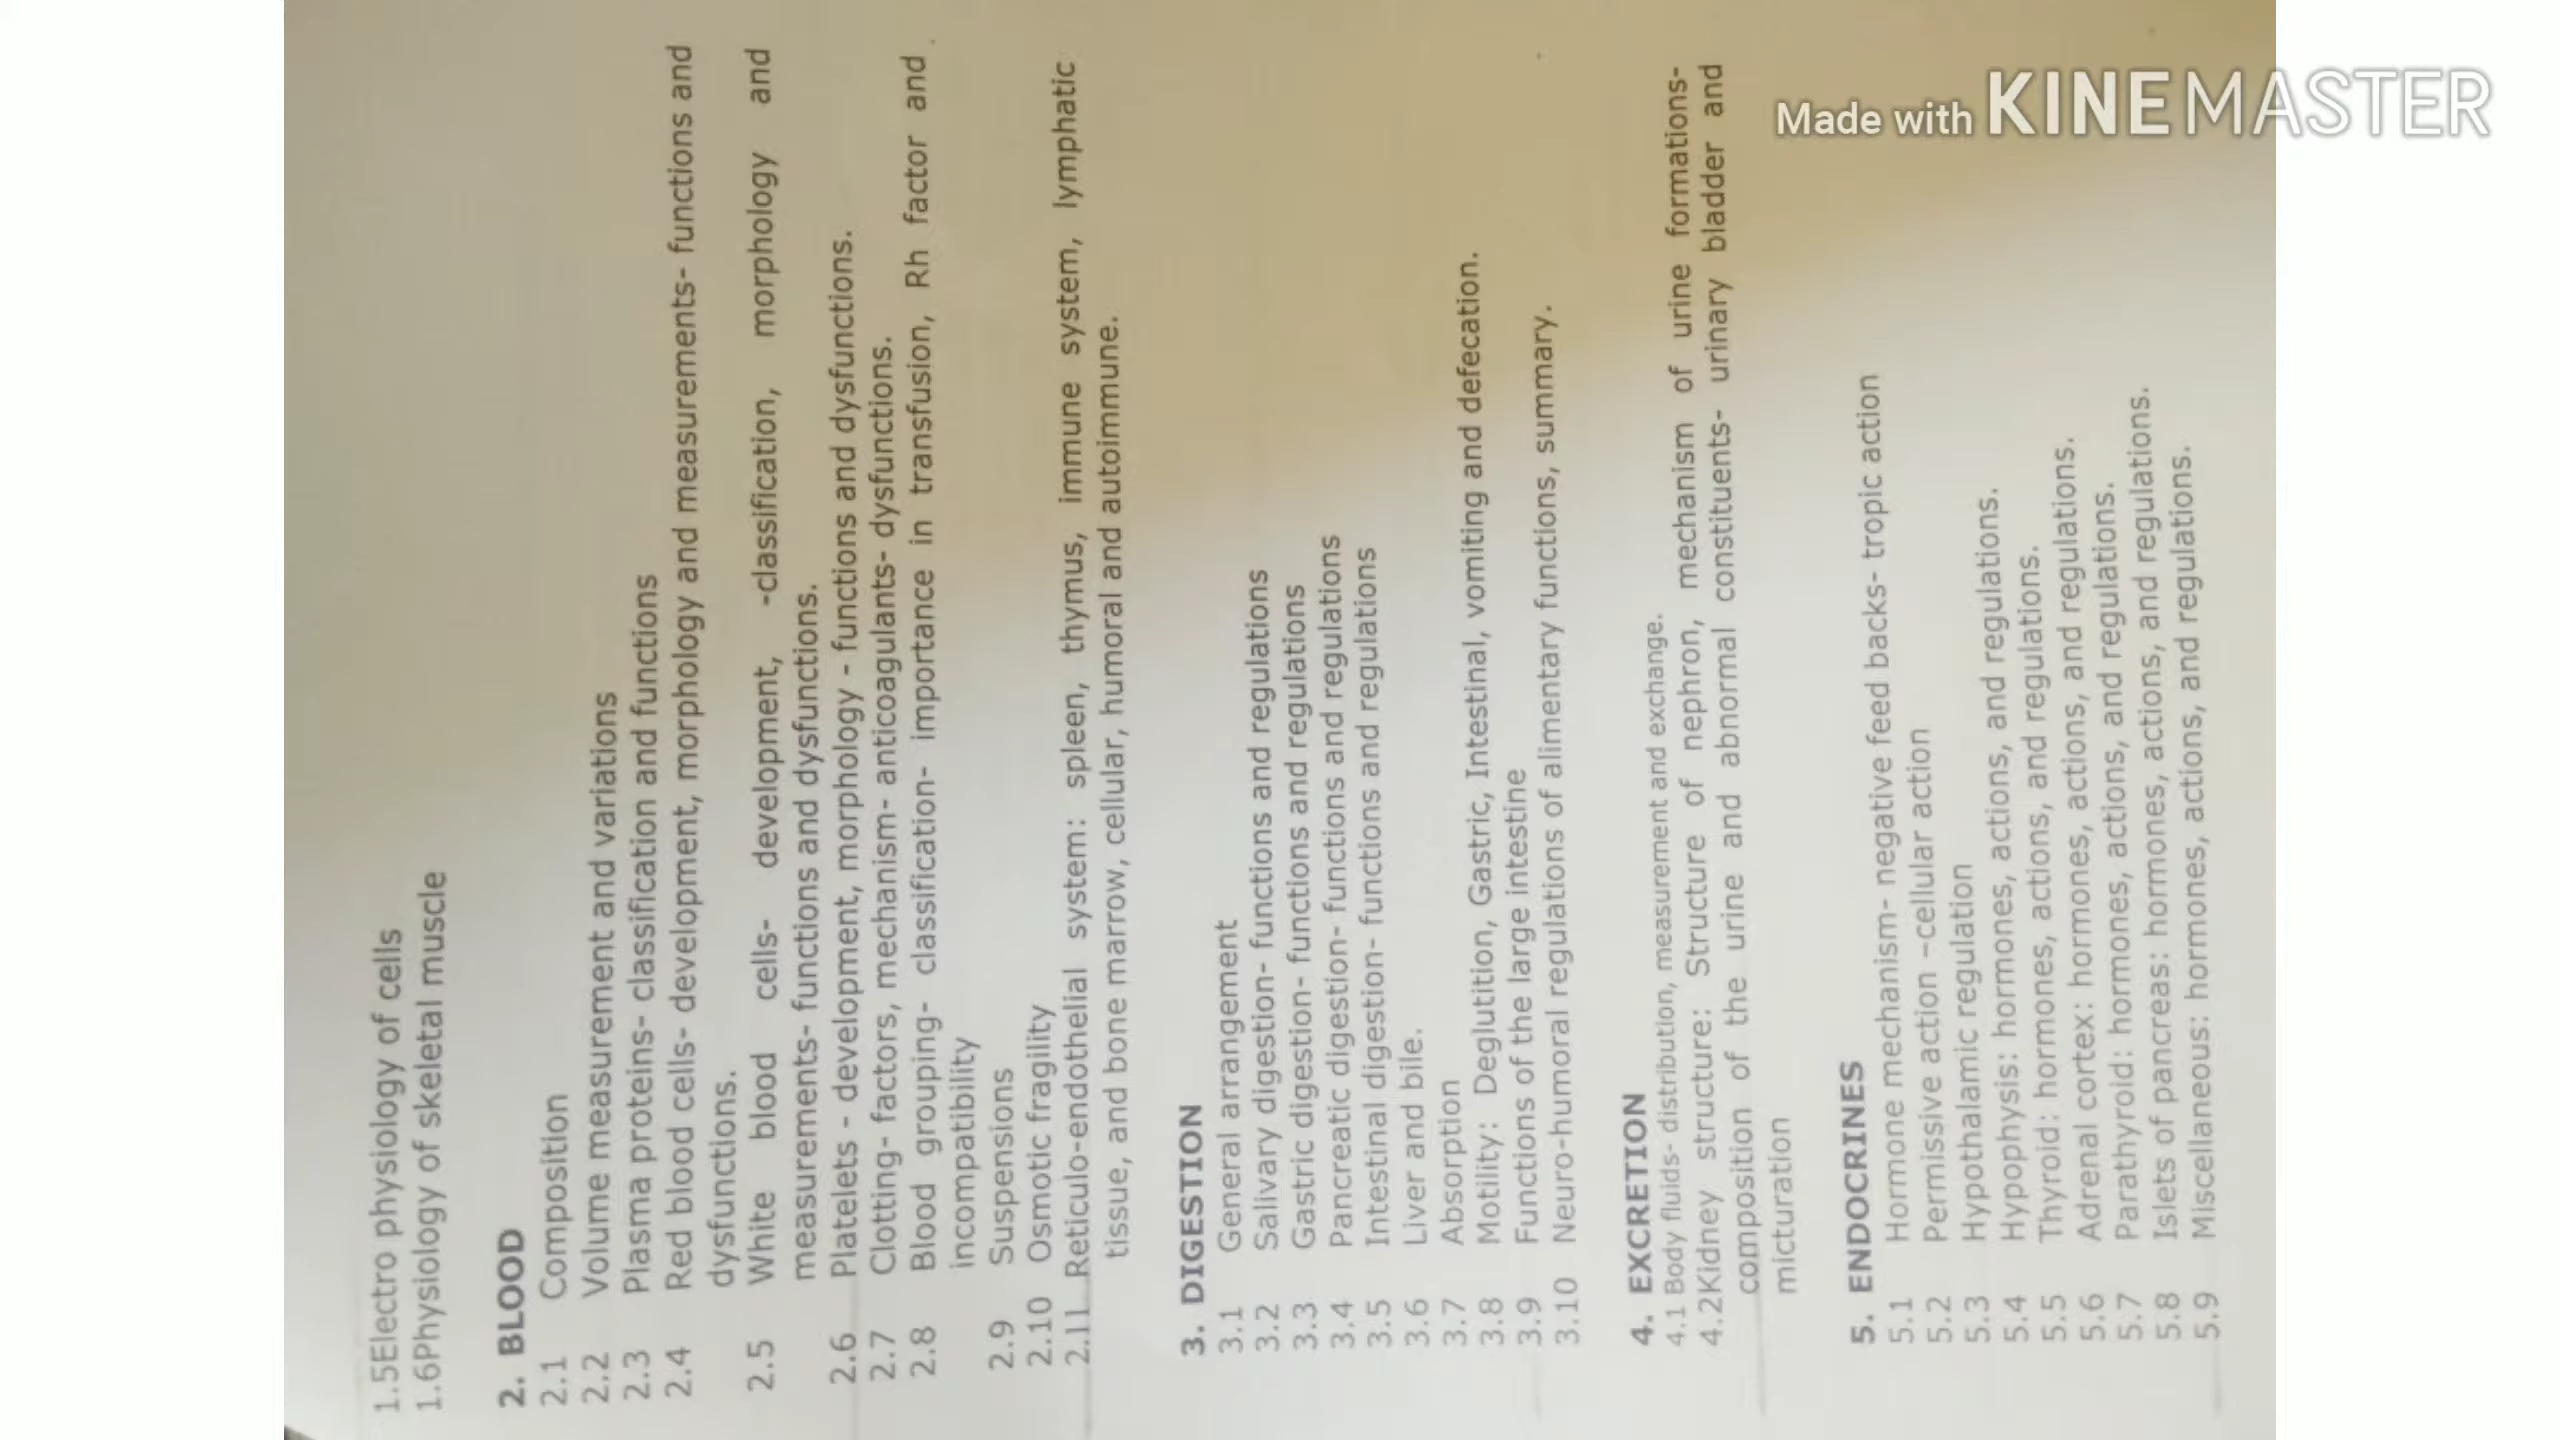 1.5Electro physiology of cells
1.6Physiology of skeletal muscle
2. BLOOD
2.1 Composition
2.2 Volume measurement and variations
2.3 Plasma proteins- classification and functions
2.4 Red blood cells- development, morphology and measurements- functions and
dysfunctions.
2.5 White blood cells- development, -classification, morphology and
measurements- functions and dysfunctions.
2.6 Platelets - development, morphology - functions and dysfunctions.
2.7 Clotting- factors, mechanism- anticoagulants- dysfunctions.
2.8 Blood grouping- classification- importance in transfusion, Rh factor and
incompatibility
2.9 Suspensions
2.10 Osmotic fragility
2.11 Reticulo-endothelial system: spleen, thymus, immune system, lymphatic
tissue, and bone marrow, cellular, humoral and autoimmune.
3. DIGESTION
3.1 General arrangement
3.2 Salivary digestion- functions and regulations
3.3 Gastric digestion- functions and regulations
3.4 Pancreatic digestion- functions and regulations
3.5 Intestinal digestion- functions and regulations
3.6 Liver and bile.
3.7 Absorption
3.8 Motility: Deglutition, Gastric, Intestinal, vomiting and defecation.
3.9 Functions of the large intestine
3.10 Neuro-humoral regulations of alimentary functions, summary.
4. EXCRETION
4.1 Body fluids- distribution, measurement and exchange.
4.2Kidney structure: Structure of nephron, mechanism of urine formations-
composition of the urine and abnormal constituents- urinary bladder and
micturation
5. ENDOCRINES
5.1 Hormone mechanism- negative feed backs- tropic action
5.2 Permissive action –cellular action
5.3 Hypothalamic regulation
5.4 Hypophysis: hormones, actions, and regulations.
5.5 Thyroid: hormones, actions, and regulations.
5.6 Adrenal cortex: hormones, actions, and regulations.
5.7 Parathyroid: hormones, actions, and regulations.
5.8 Islets of pancreas: hormones, actions, and regulations.
5.9 Miscellaneous: hormones, actions, and regulations.
Made with KINEMASTER